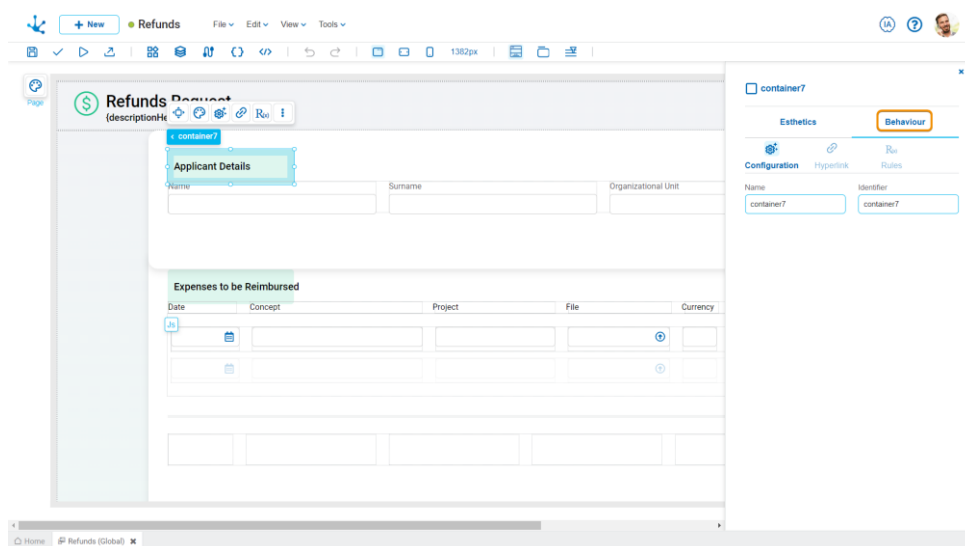 + New
Refunds
File
Edit
View
Tools
IA
?
1382px
Page
$
Refunds Request
{descriptionHe
R(x)
container7
Applicant Details
Name
Surname
Organizational Unit
Expenses to be Reimbursed
Date
Concept
Project
File
Currency
Js
container7
Esthetics
Behaviour
R(x)
Configuration
Hyperlink
Rules
Name
Identifier
container7
container7
Home
Refunds (Global)